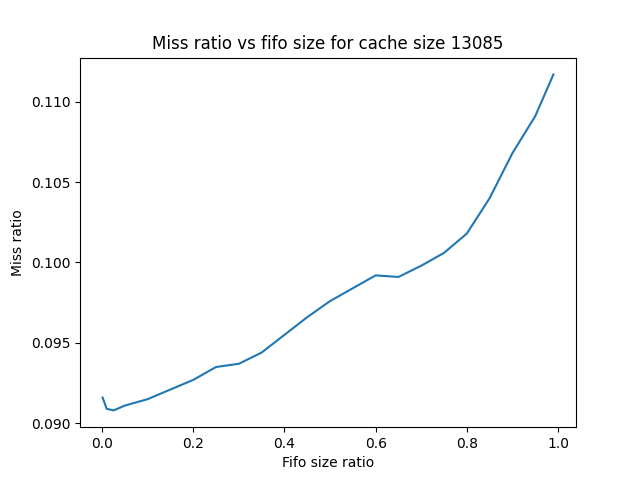 Miss ratio vs fifo size for cache size 13085
0.110
0.105
0.100
0.095
0.090
Miss ratio
0.0 0.2 0.4 0.6 0.8 1.0
Fifo size ratio